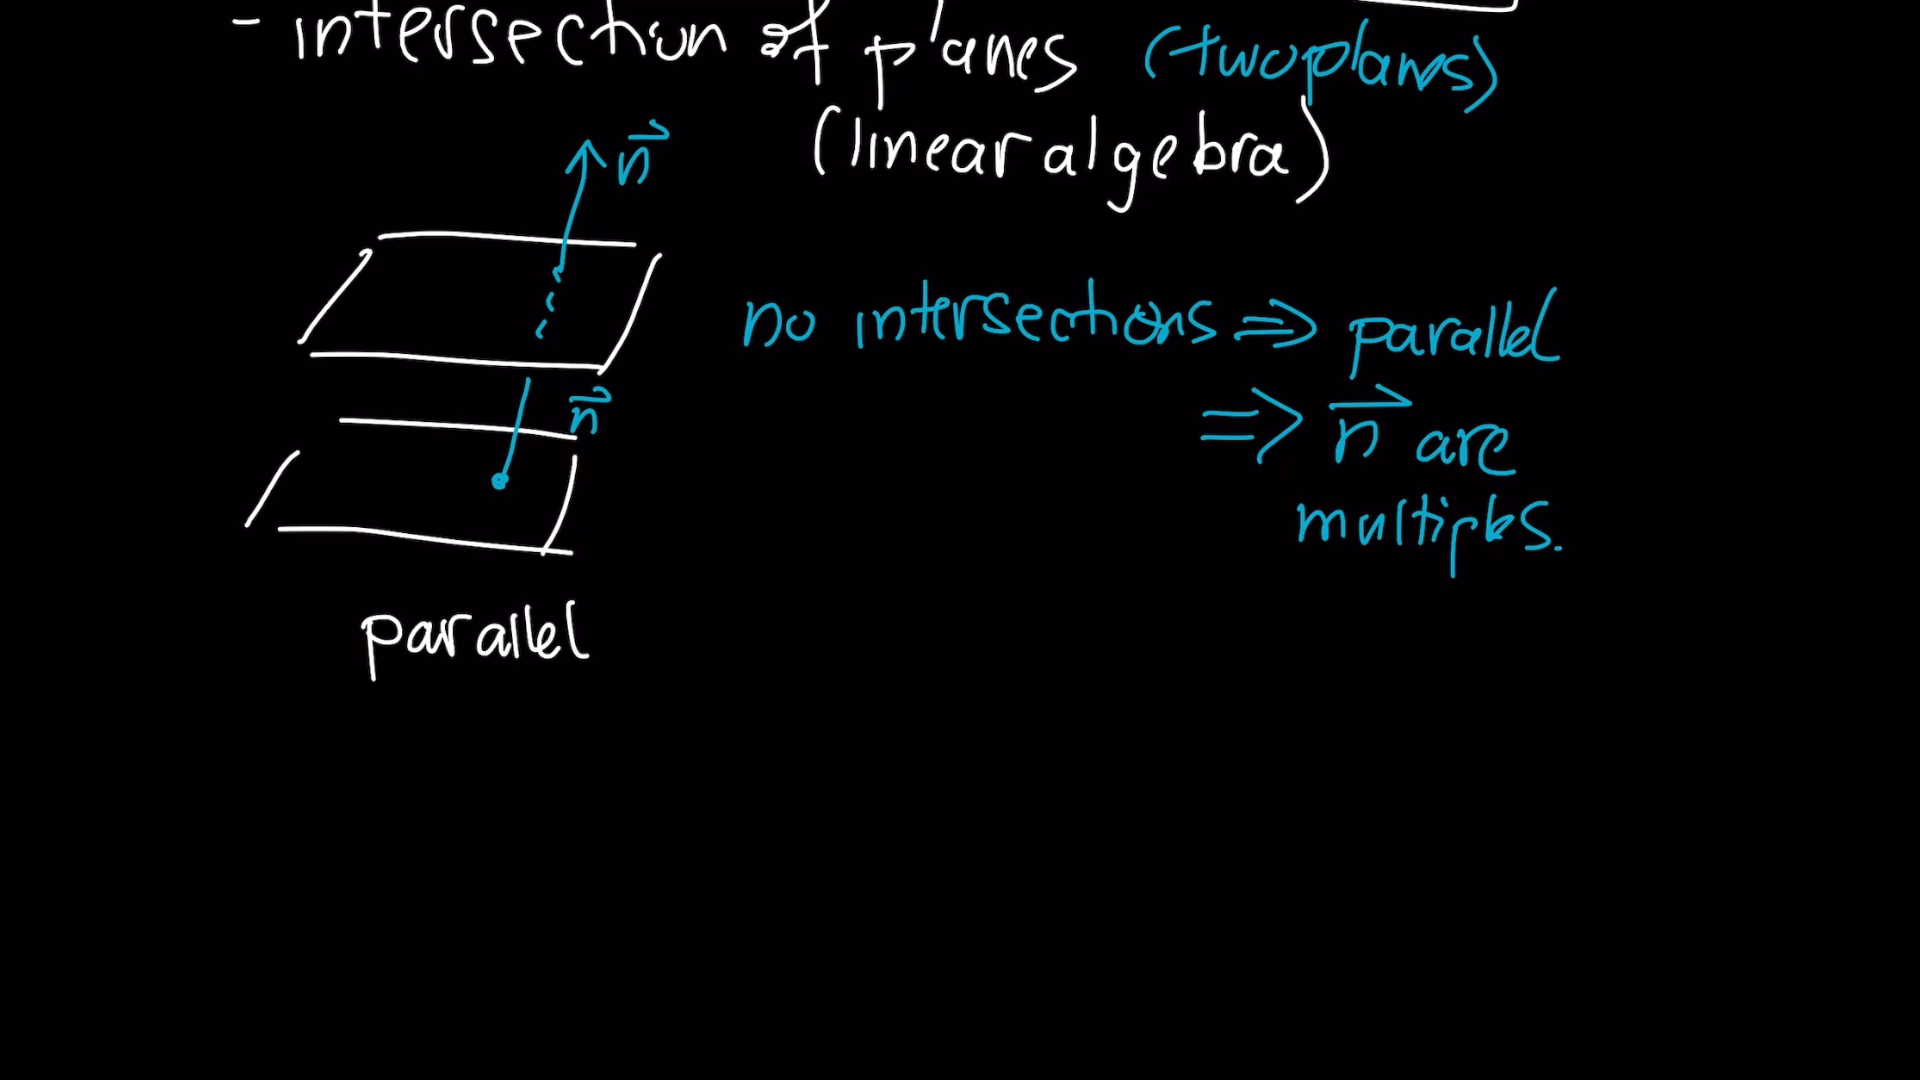 - intersection of planes (two planes)
(linear algebra)
n⃗
no intersections ⇒ parallel
n⃗
⇒ n⃗ are
multiples.
parallel